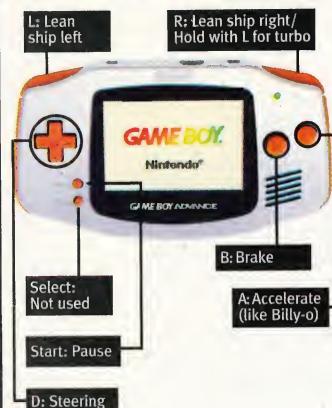 L: Lean
ship left
R: Lean ship right/
Hold with L for turbo
GAME BOY.
Nintendo®
GAME BOY ADVANCE
B: Brake
Select:
Not used
A: Accelerate
(like Billy-o)
Start: Pause
D: Steering